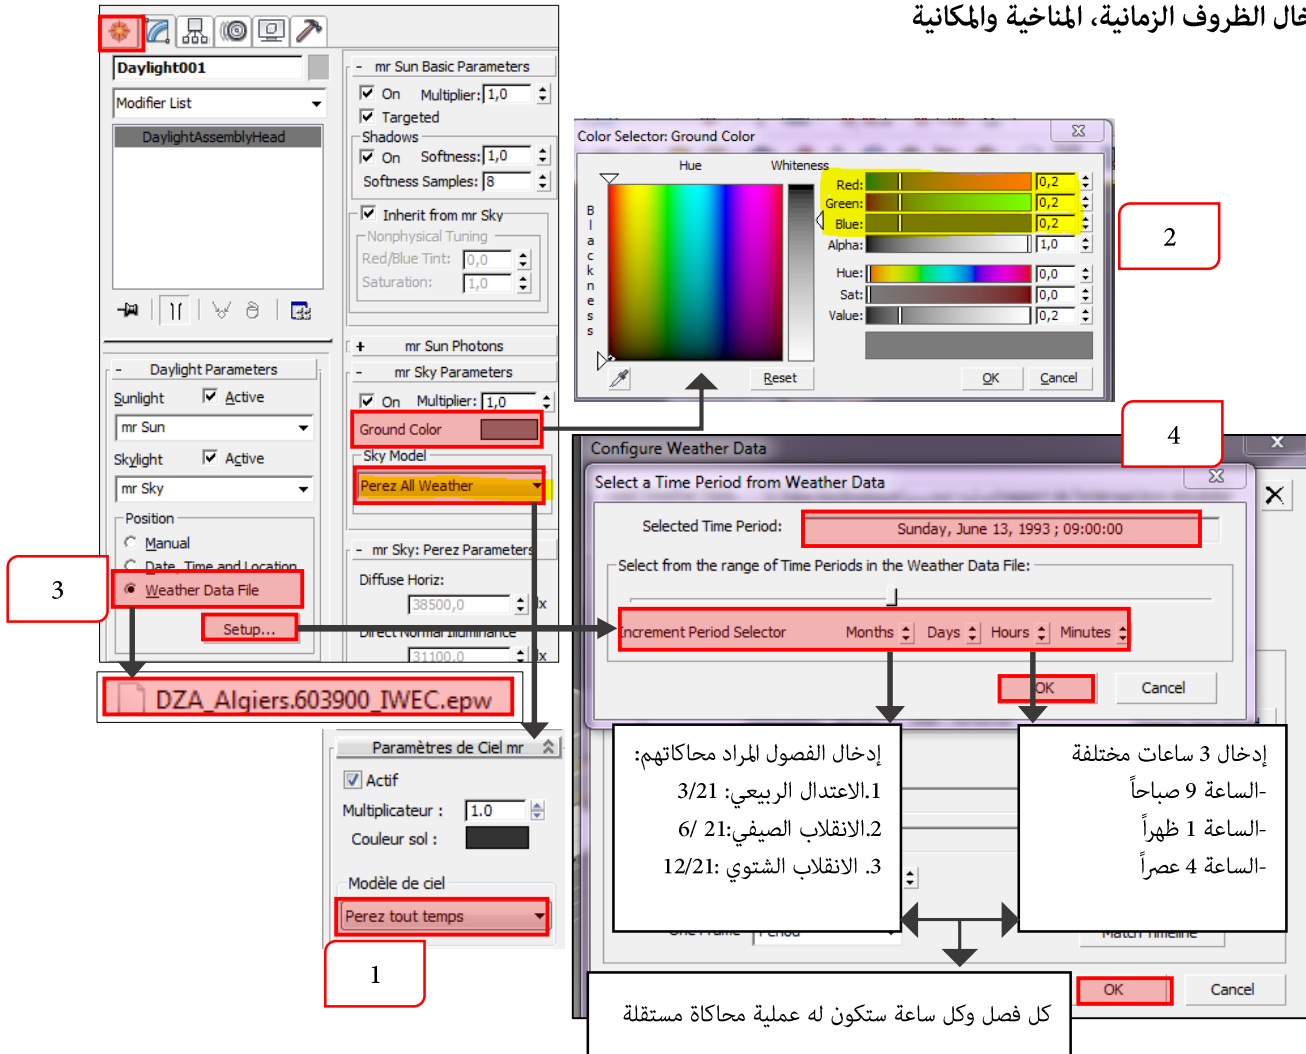 خال الظروف الزمانية، المناخية والمكانية
Daylight001
Modifier List
DaylightAssemblyHead
- Daylight Parameters
Sunlight Active
mr Sun
Skylight Active
mr Sky
Position
Manual
Date, Time and Location
Weather Data File
Setup...
3
- mr Sun Basic Parameters
On Multiplier: 1,0
Targeted
Shadows
On Softness: 1,0
Softness Samples: 8
Inherit from mr Sky
Nonphysical Tuning
Red/Blue Tint: 0,0
Saturation: 1,0
+ mr Sun Photons
- mr Sky Parameters
On Multiplier: 1,0
Ground Color
Sky Model
Perez All Weather
- mr Sky: Perez Parameters
Diffuse Horiz:
38500,0 lx
Direct Normal Illuminance
31100,0 lx
DZA_Algiers.603900_IWEC.epw
Paramètres de Ciel mr
Actif
Multiplicateur : 1.0
Couleur sol :
Modèle de ciel
Perez tout temps
1
Color Selector: Ground Color
Hue Whiteness
Blackness
Red: 0,2
Green: 0,2
Blue: 0,2
Alpha: 1,0
Hue: 0,0
Sat: 0,0
Value: 0,2
Reset OK Cancel
2
4
Configure Weather Data
Select a Time Period from Weather Data
Selected Time Period: Sunday, June 13, 1993 ; 09:00:00
Select from the range of Time Periods in the Weather Data File:
Increment Period Selector Months Days Hours Minutes
OK Cancel
إدخال الفصول المراد محاكاتهم:
1.الاعتدال الربيعي: 3/21
2.الانقلاب الصيفي:21 /6
3. الانقلاب الشتوي :12/21
إدخال 3 ساعات مختلفة
-الساعة 9 صباحاً
-الساعة 1 ظهراً
-الساعة 4 عصراً
One Frame Period Match Timeline
OK Cancel
كل فصل وكل ساعة ستكون له عملية محاكاة مستقلة